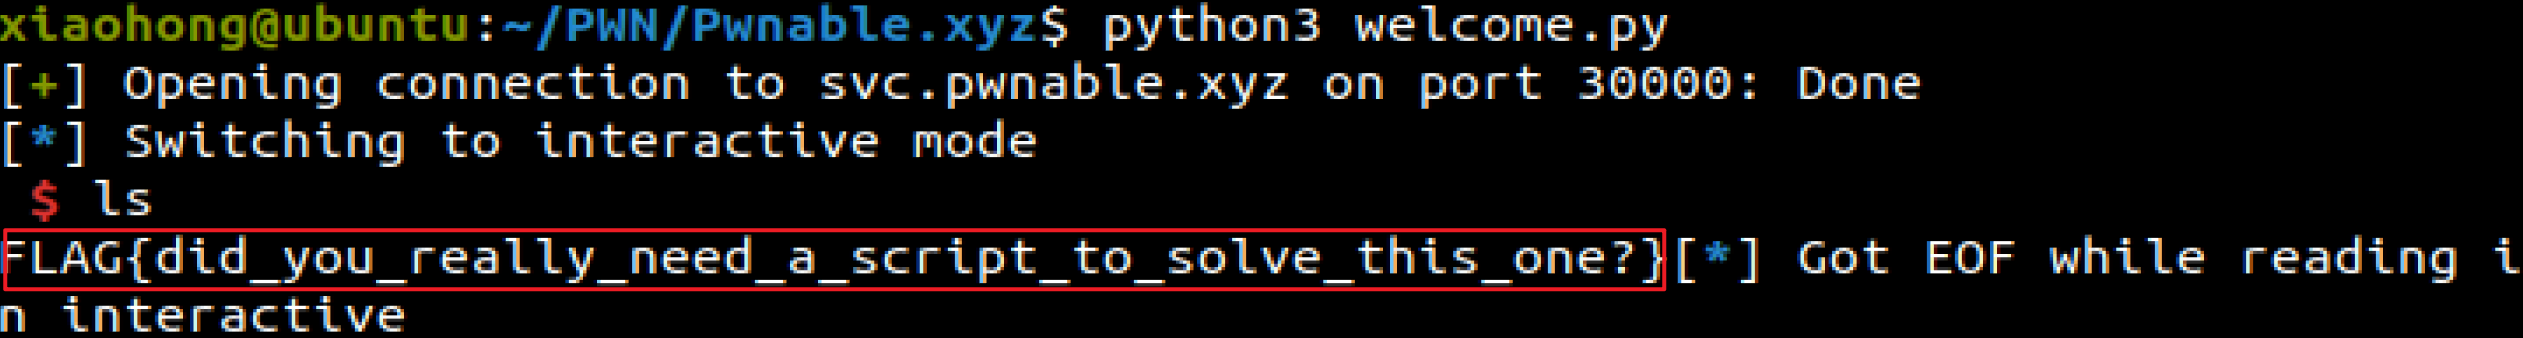 xiaohong@ubuntu:~/PWN/Pwnable.xyz$ python3 welcome.py
[+] Opening connection to svc.pwnable.xyz on port 30000: Done
[*] Switching to interactive mode
$ ls
FLAG{did_you_really_need_a_script_to_solve_this_one?}[*] Got EOF while reading i
n interactive